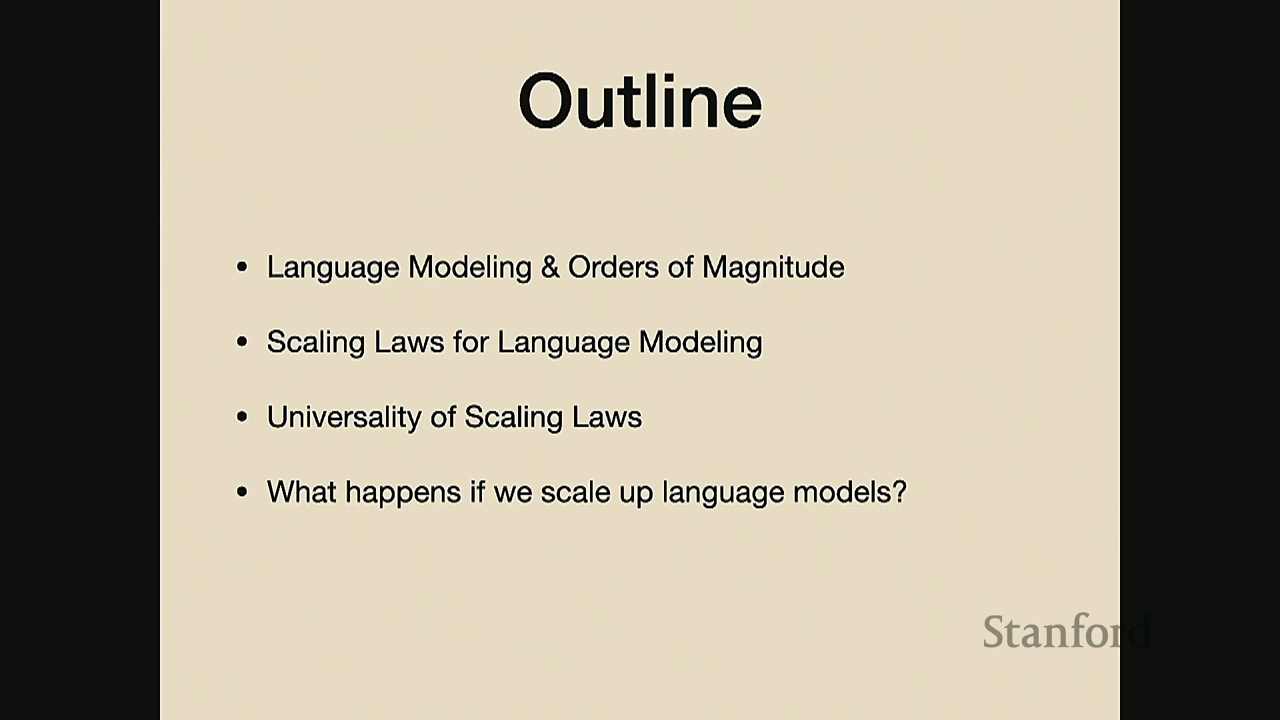 Outline
• Language Modeling & Orders of Magnitude
• Scaling Laws for Language Modeling
• Universality of Scaling Laws
• What happens if we scale up language models?
Stanford